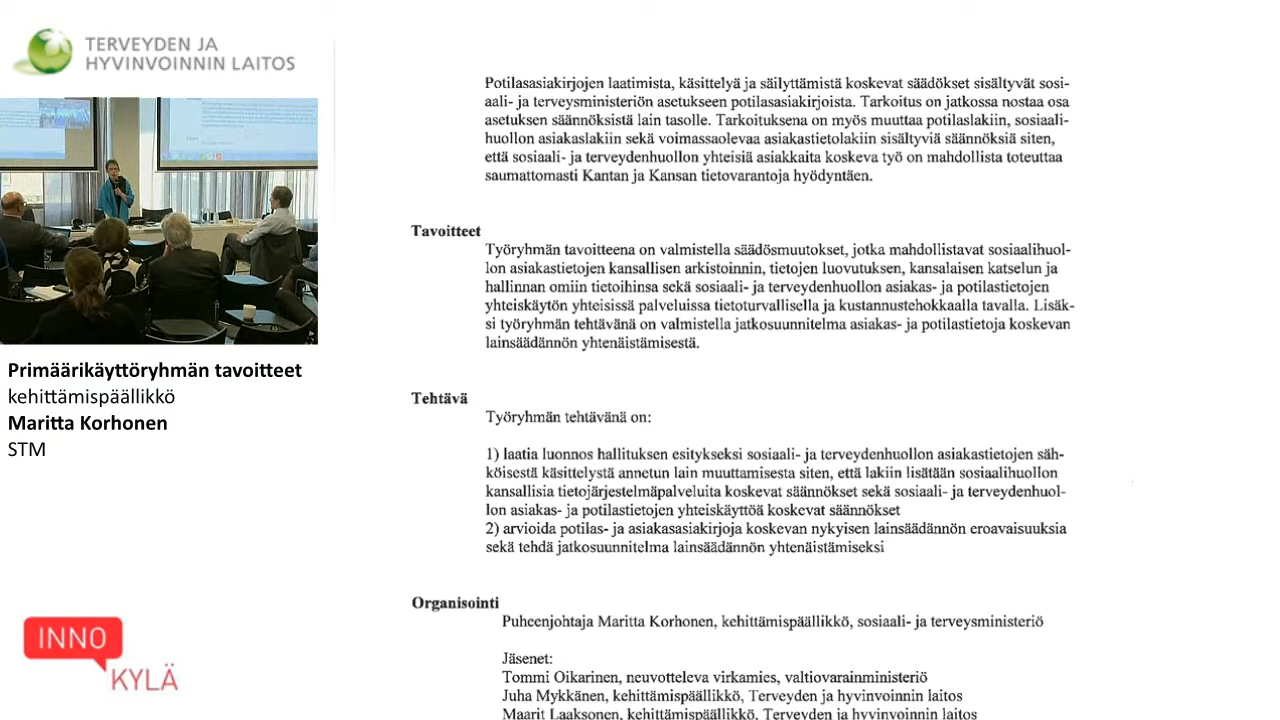 TERVEYDEN JA
HYVINVOINNIN LAITOS
Primäärikäyttöryhmän tavoitteet
kehittämispäällikkö
Maritta Korhonen
STM
INNO
KYLÄ
Potilasasiakirjojen laatimista, käsittelyä ja säilyttämistä koskevat säädökset sisältyvät sosi-
aali- ja terveysministeriön asetukseen potilasasiakirjoista. Tarkoitus on jatkossa nostaa osa
asetuksen säännöksistä lain tasolle. Tarkoituksena on myös muuttaa potilaslakiin, sosiaali-
huollon asiakaslakiin sekä voimassaolevaa asiakastietolakiin sisältyviä säännöksiä siten,
että sosiaali- ja terveydenhuollon yhteisiä asiakkaita koskeva työ on mahdollista toteuttaa
saumattomasti Kantan ja Kansan tietovarantoja hyödyntäen.
Tavoitteet
Työryhmän tavoitteena on valmistella säädösmuutokset, jotka mahdollistavat sosiaalihuol-
lon asiakastietojen kansallisen arkistoinnin, tietojen luovutuksen, kansalaisen katselun ja
hallinnan omiin tietoihinsa sekä sosiaali- ja terveydenhuollon asiakas- ja potilastietojen
yhteiskäytön yhteisissä palveluissa tietoturvallisella ja kustannustehokkaalla tavalla. Lisäk-
si työryhmän tehtävänä on valmistella jatkosuunnitelma asiakas- ja potilastietoja koskevan
lainsäädännön yhtenäistämisestä.
Tehtävä
Työryhmän tehtävänä on:
1) laatia luonnos hallituksen esitykseksi sosiaali- ja terveydenhuollon asiakastietojen säh-
köisestä käsittelystä annetun lain muuttamisesta siten, että lakiin lisätään sosiaalihuollon
kansallisia tietojärjestelmäpalveluita koskevat säännökset sekä sosiaali- ja terveydenhuol-
lon asiakas- ja potilastietojen yhteiskäyttöä koskevat säännökset
2) arvioida potilas- ja asiakasasiakirjoja koskevan nykyisen lainsäädännön eroavaisuuksia
sekä tehdä jatkosuunnitelma lainsäädännön yhtenäistämiseksi
Organisointi
Puheenjohtaja Maritta Korhonen, kehittämispäällikkö, sosiaali- ja terveysministeriö
Jäsenet:
Tommi Oikarinen, neuvotteleva virkamies, valtiovarainministeriö
Juha Mykkänen, kehittämispäällikkö, Terveyden ja hyvinvoinnin laitos
Maarit Laaksonen, kehittämispäällikkö, Terveyden ja hyvinvoinnin laitos